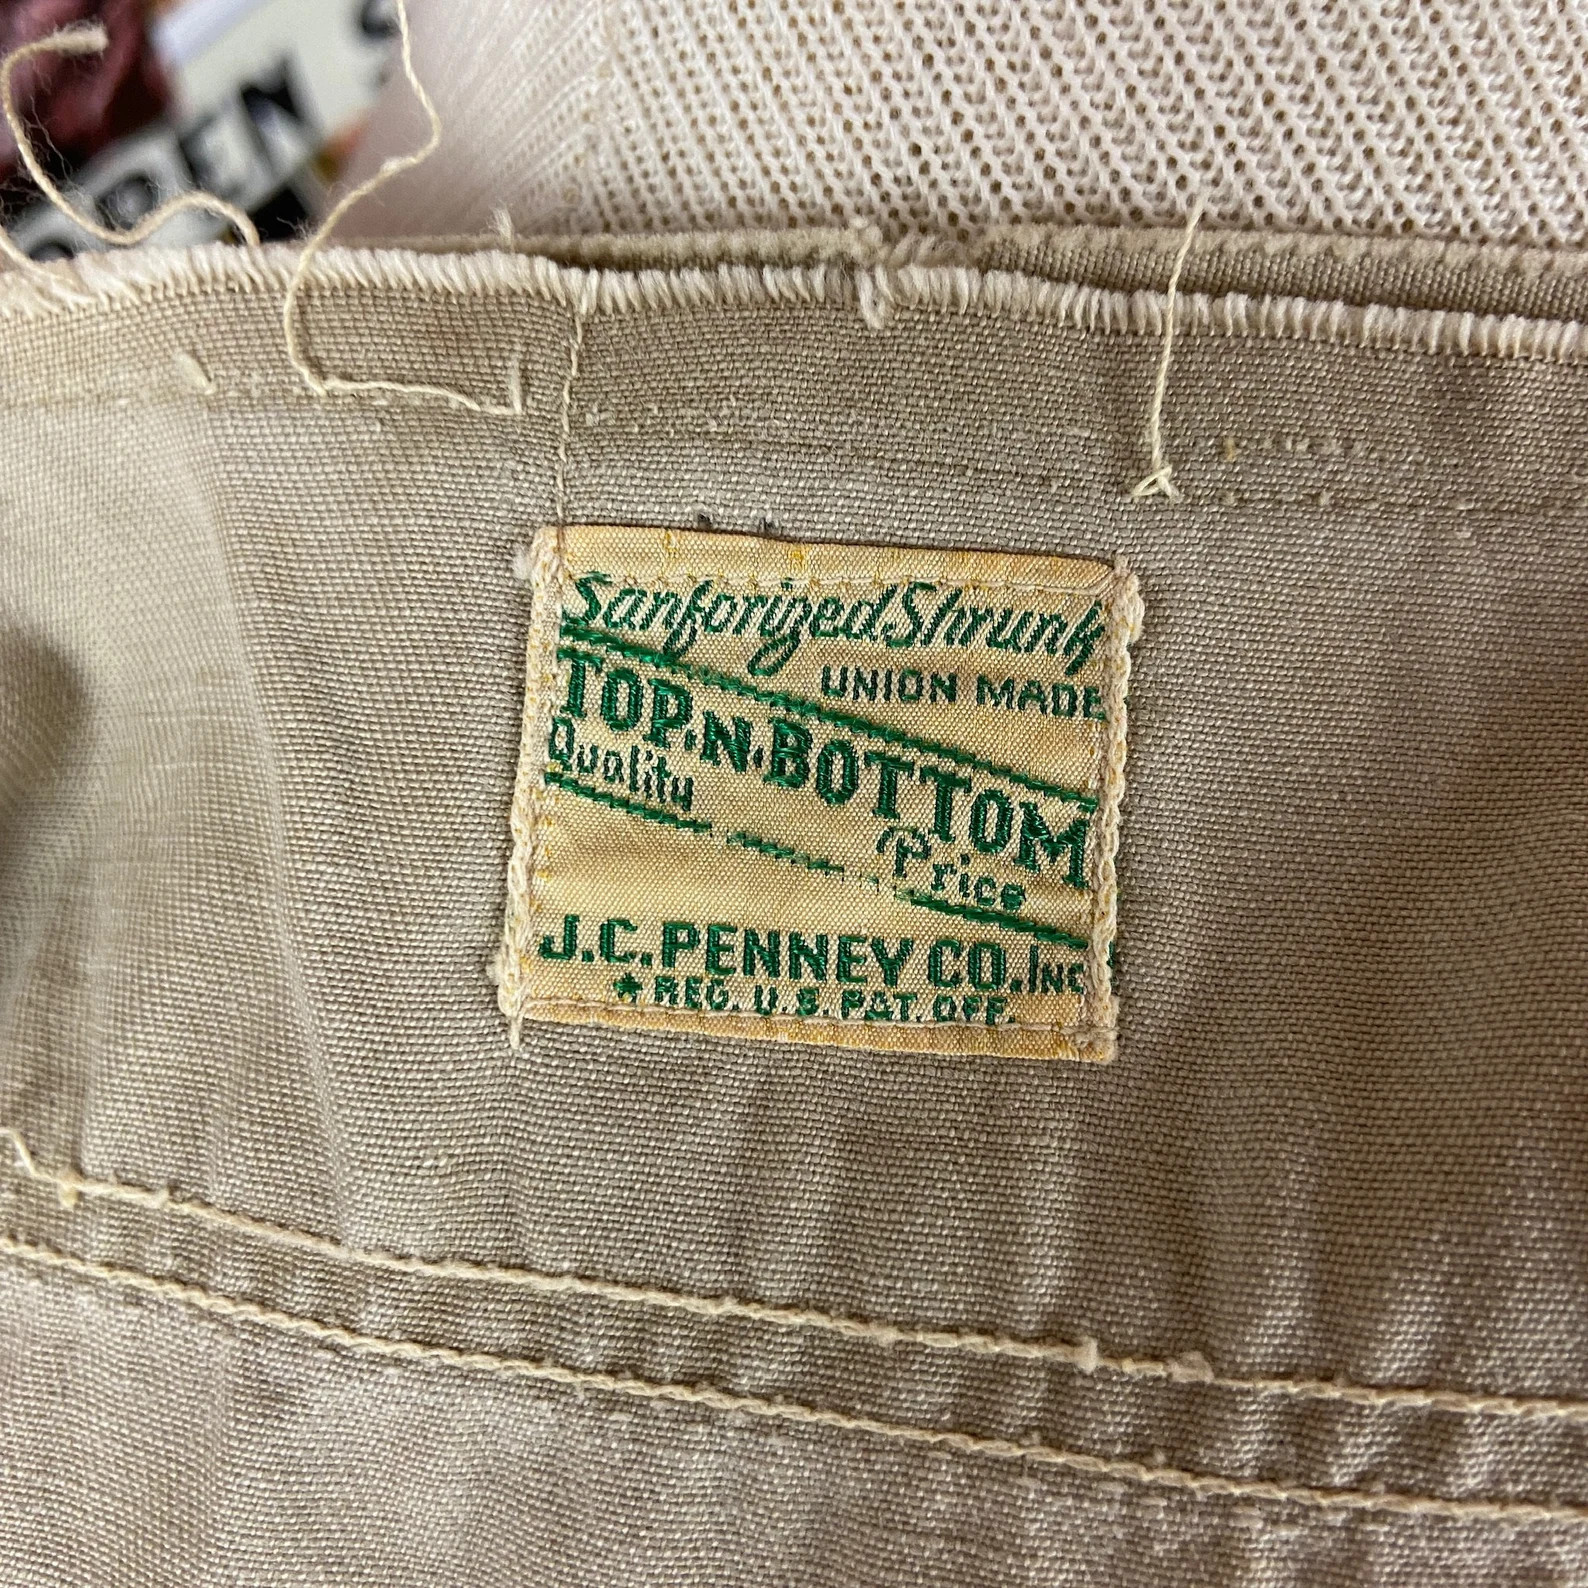 Sanforized Shrunk
UNION MADE
TOP·N·BOTTOM
Quality
Price
J.C. PENNEY CO. INC
★ REG. U.S. PAT. OFF.